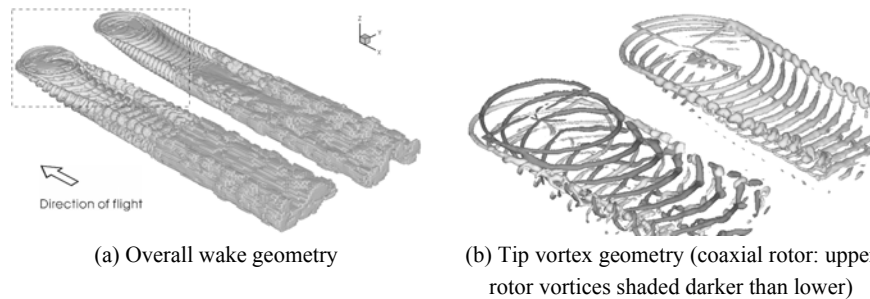 z
y
x
Direction of flight
(a) Overall wake geometry
(b) Tip vortex geometry (coaxial rotor: upper
rotor vortices shaded darker than lower)